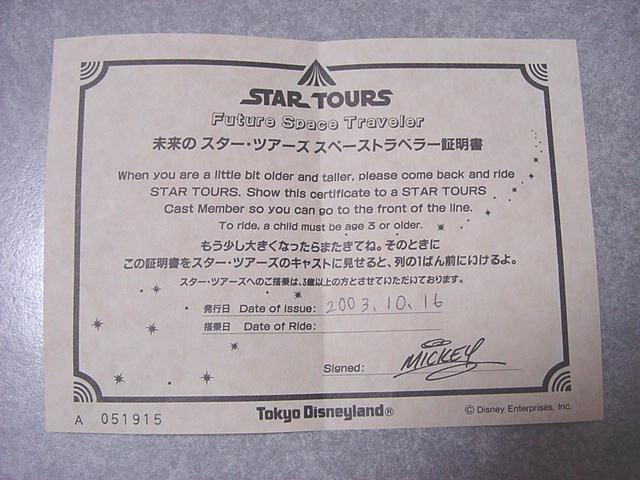 STAR TOURS
Future Space Traveler
未来の スター・ツアーズ スペーストラベラー証明書
When you are a little bit older and taller, please come back and ride
STAR TOURS. Show this certificate to a STAR TOURS
Cast Member so you can go to the front of the line.
To ride, a child must be age 3 or older.
もう少し大きくなったらまたきてね。そのときに
この証明書をスター・ツアーズのキャストに見せると、列の1ばん前にいけるよ。
スター・ツアーズへのご搭乗は、3歳以上の方とさせていただいております。
発行日 Date of Issue: 2003.10.16
搭乗日 Date of Ride:
Signed: MICKEY
A 051915
Tokyo Disneyland®
© Disney Enterprises, Inc.